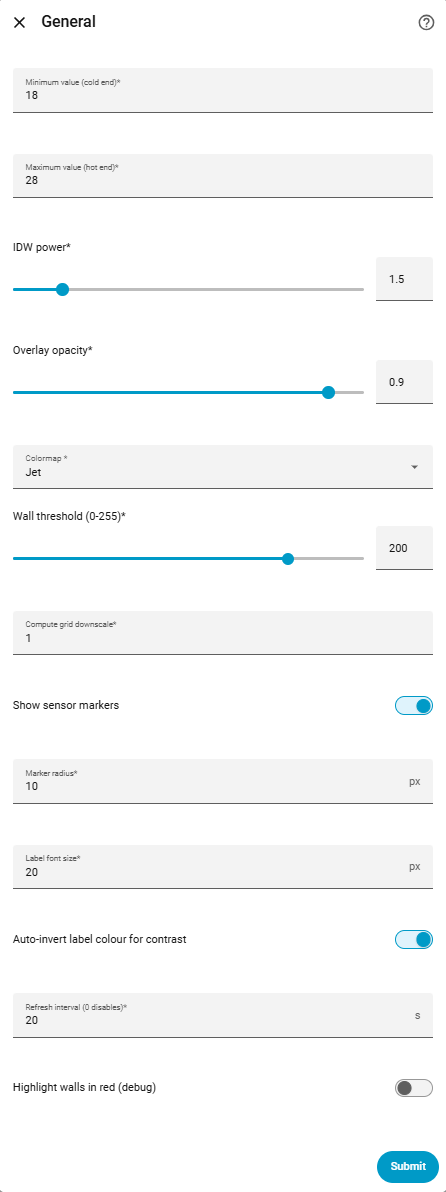 General
Minimum value (cold end)*
18
Maximum value (hot end)*
28
IDW power*
1.5
Overlay opacity*
0.9
Colormap *
Jet
Wall threshold (0-255)*
200
Compute grid downscale*
1
Show sensor markers
Marker radius*
10 px
Label font size*
20 px
Auto-invert label colour for contrast
Refresh interval (0 disables)*
20 s
Highlight walls in red (debug)
Submit